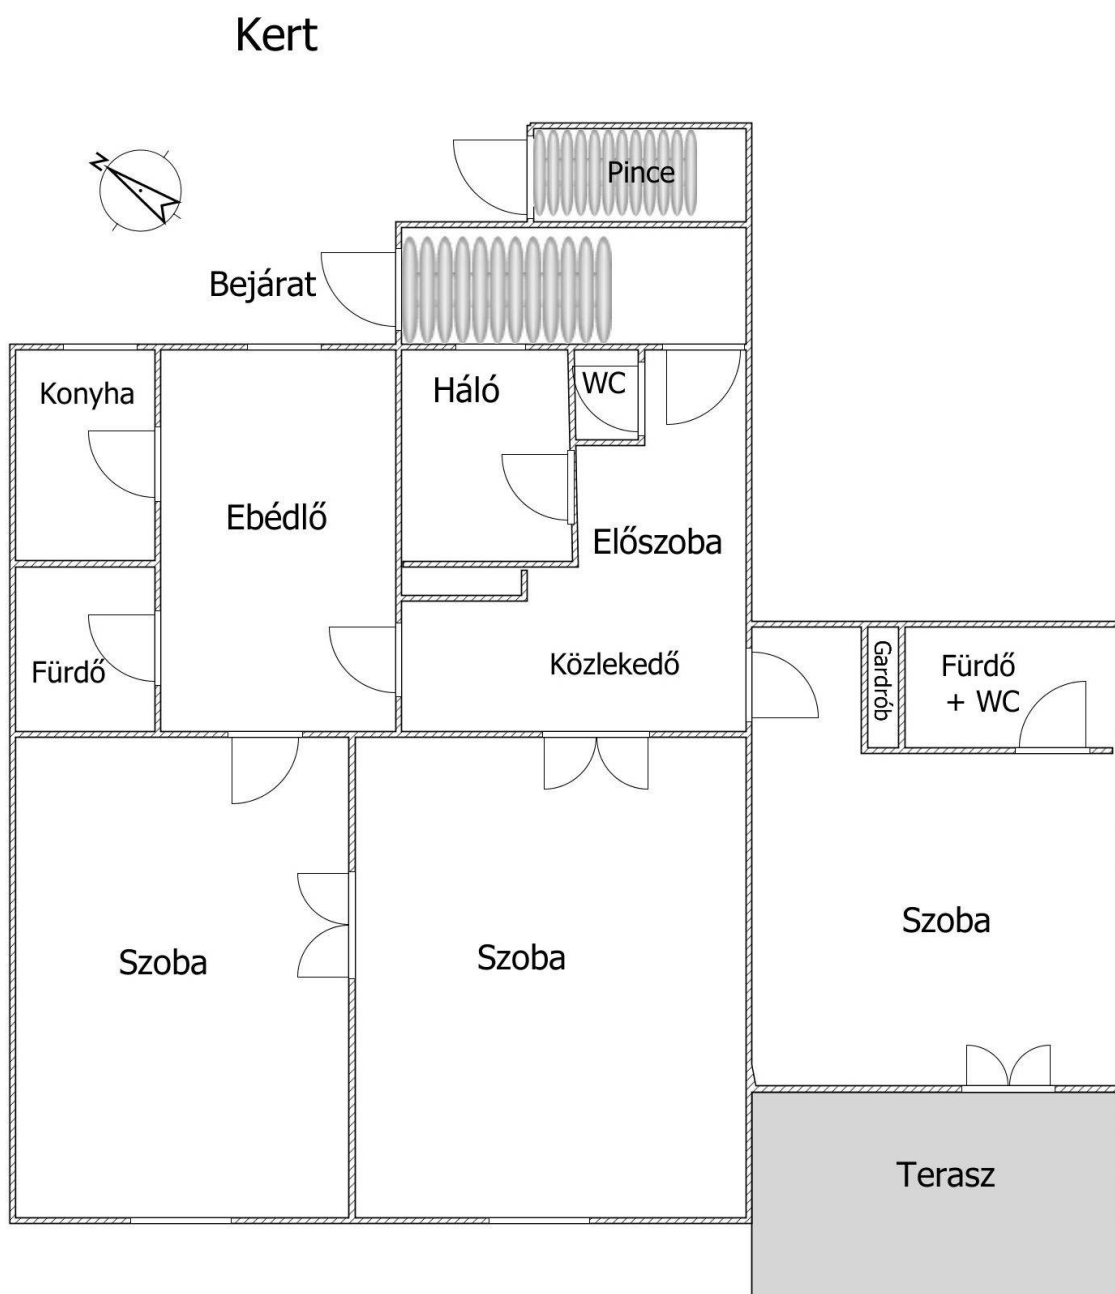 Kert
N
Pince
Bejárat
Konyha
Háló
WC
Ebédlő
Előszoba
Fürdő
Közlekedő
Gardrób
Fürdő
+ WC
Szoba
Szoba
Szoba
Terasz